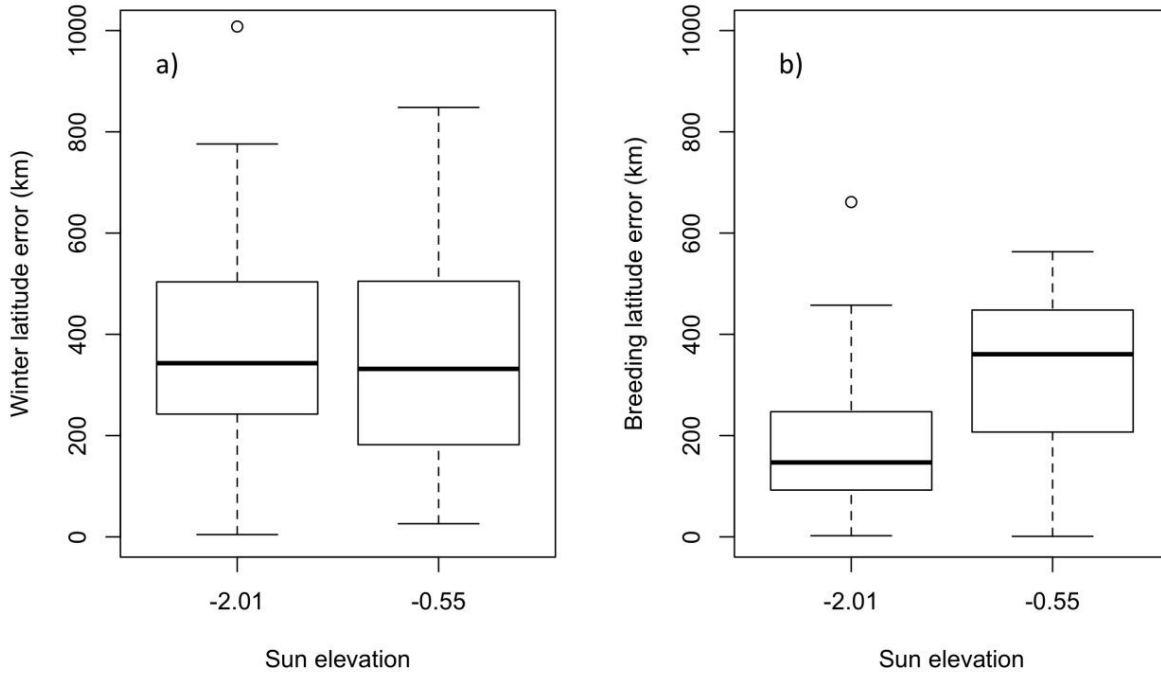 a)
Winter latitude error (km)
1000
800
600
400
200
0
-2.01 -0.55
Sun elevation
b)
Breeding latitude error (km)
1000
800
600
400
200
0
-2.01 -0.55
Sun elevation